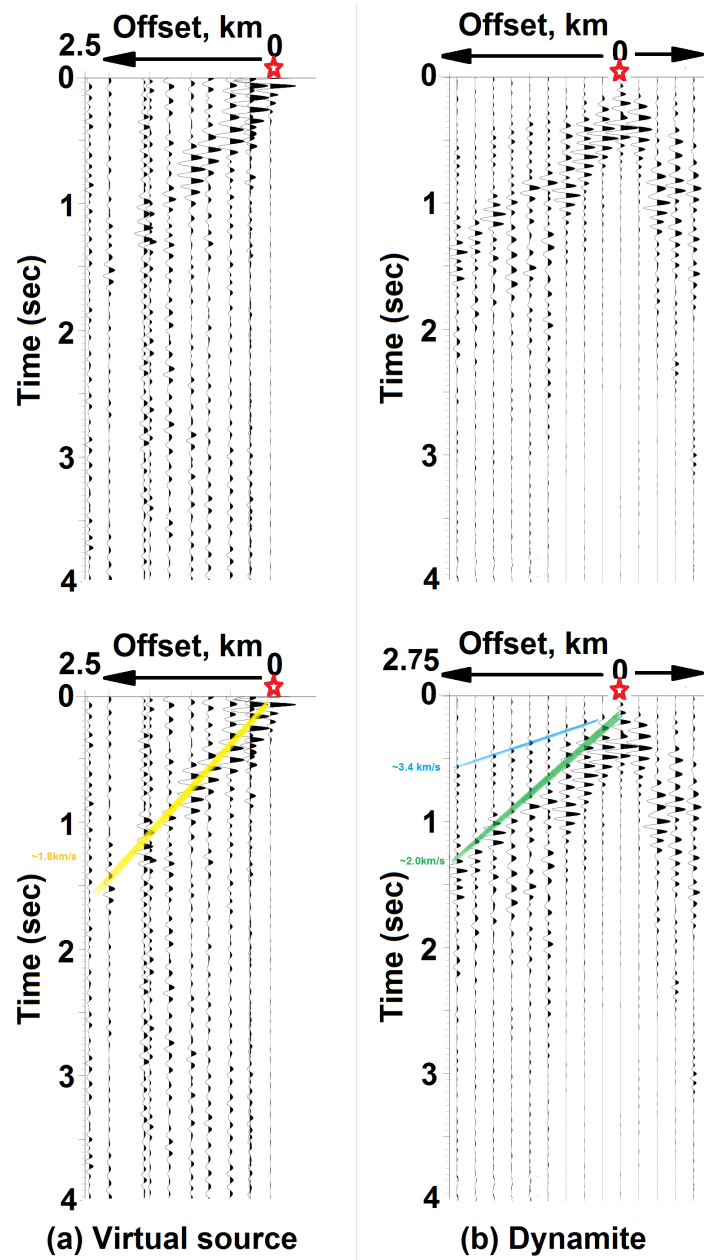 Offset, km
2.5 0
0
1
2
3
4
Time (sec)
Offset, km
0
0
1
2
3
4
Time (sec)
Offset, km
2.5 0
0
1
2
3
4
~1.8km/s
Time (sec)
(a) Virtual source
Offset, km
2.75 0
0
1
2
3
4
~3.4 km/s
~2.0km/s
Time (sec)
(b) Dynamite